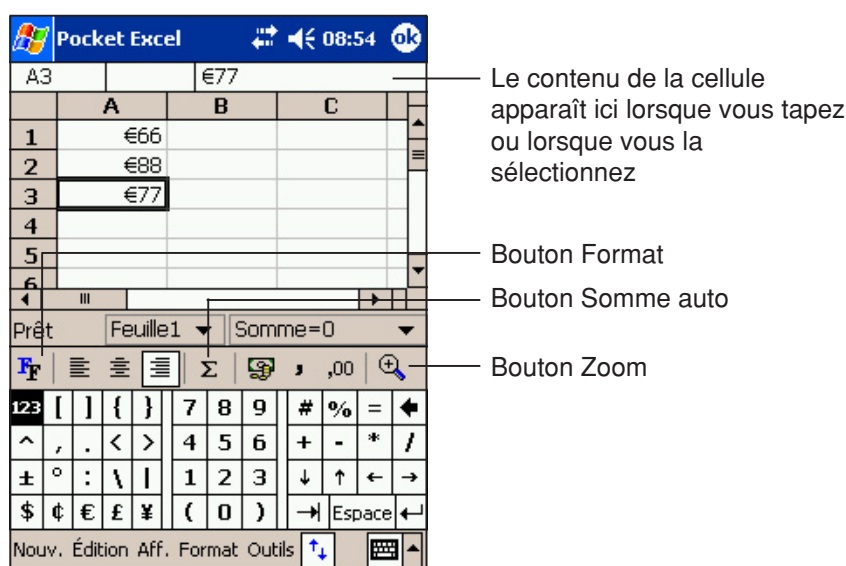 Pocket Excel 08:54 ok
A3 €77
A B C
1 €66
2 €88
3 €77
4
5
6
Prêt Feuille1 Somme=0
FF Σ , ,00
123 [ ] { } 7 8 9 # % =
^ , . < > 4 5 6 + - * /
± ° : \ | 1 2 3 ↓ ↑ ← →
$ ¢ € £ ¥ ( 0 ) Espace
Nouv. Édition Aff. Format Outils
Le contenu de la cellule
apparaît ici lorsque vous tapez
ou lorsque vous la
sélectionnez
Bouton Format
Bouton Somme auto
Bouton Zoom